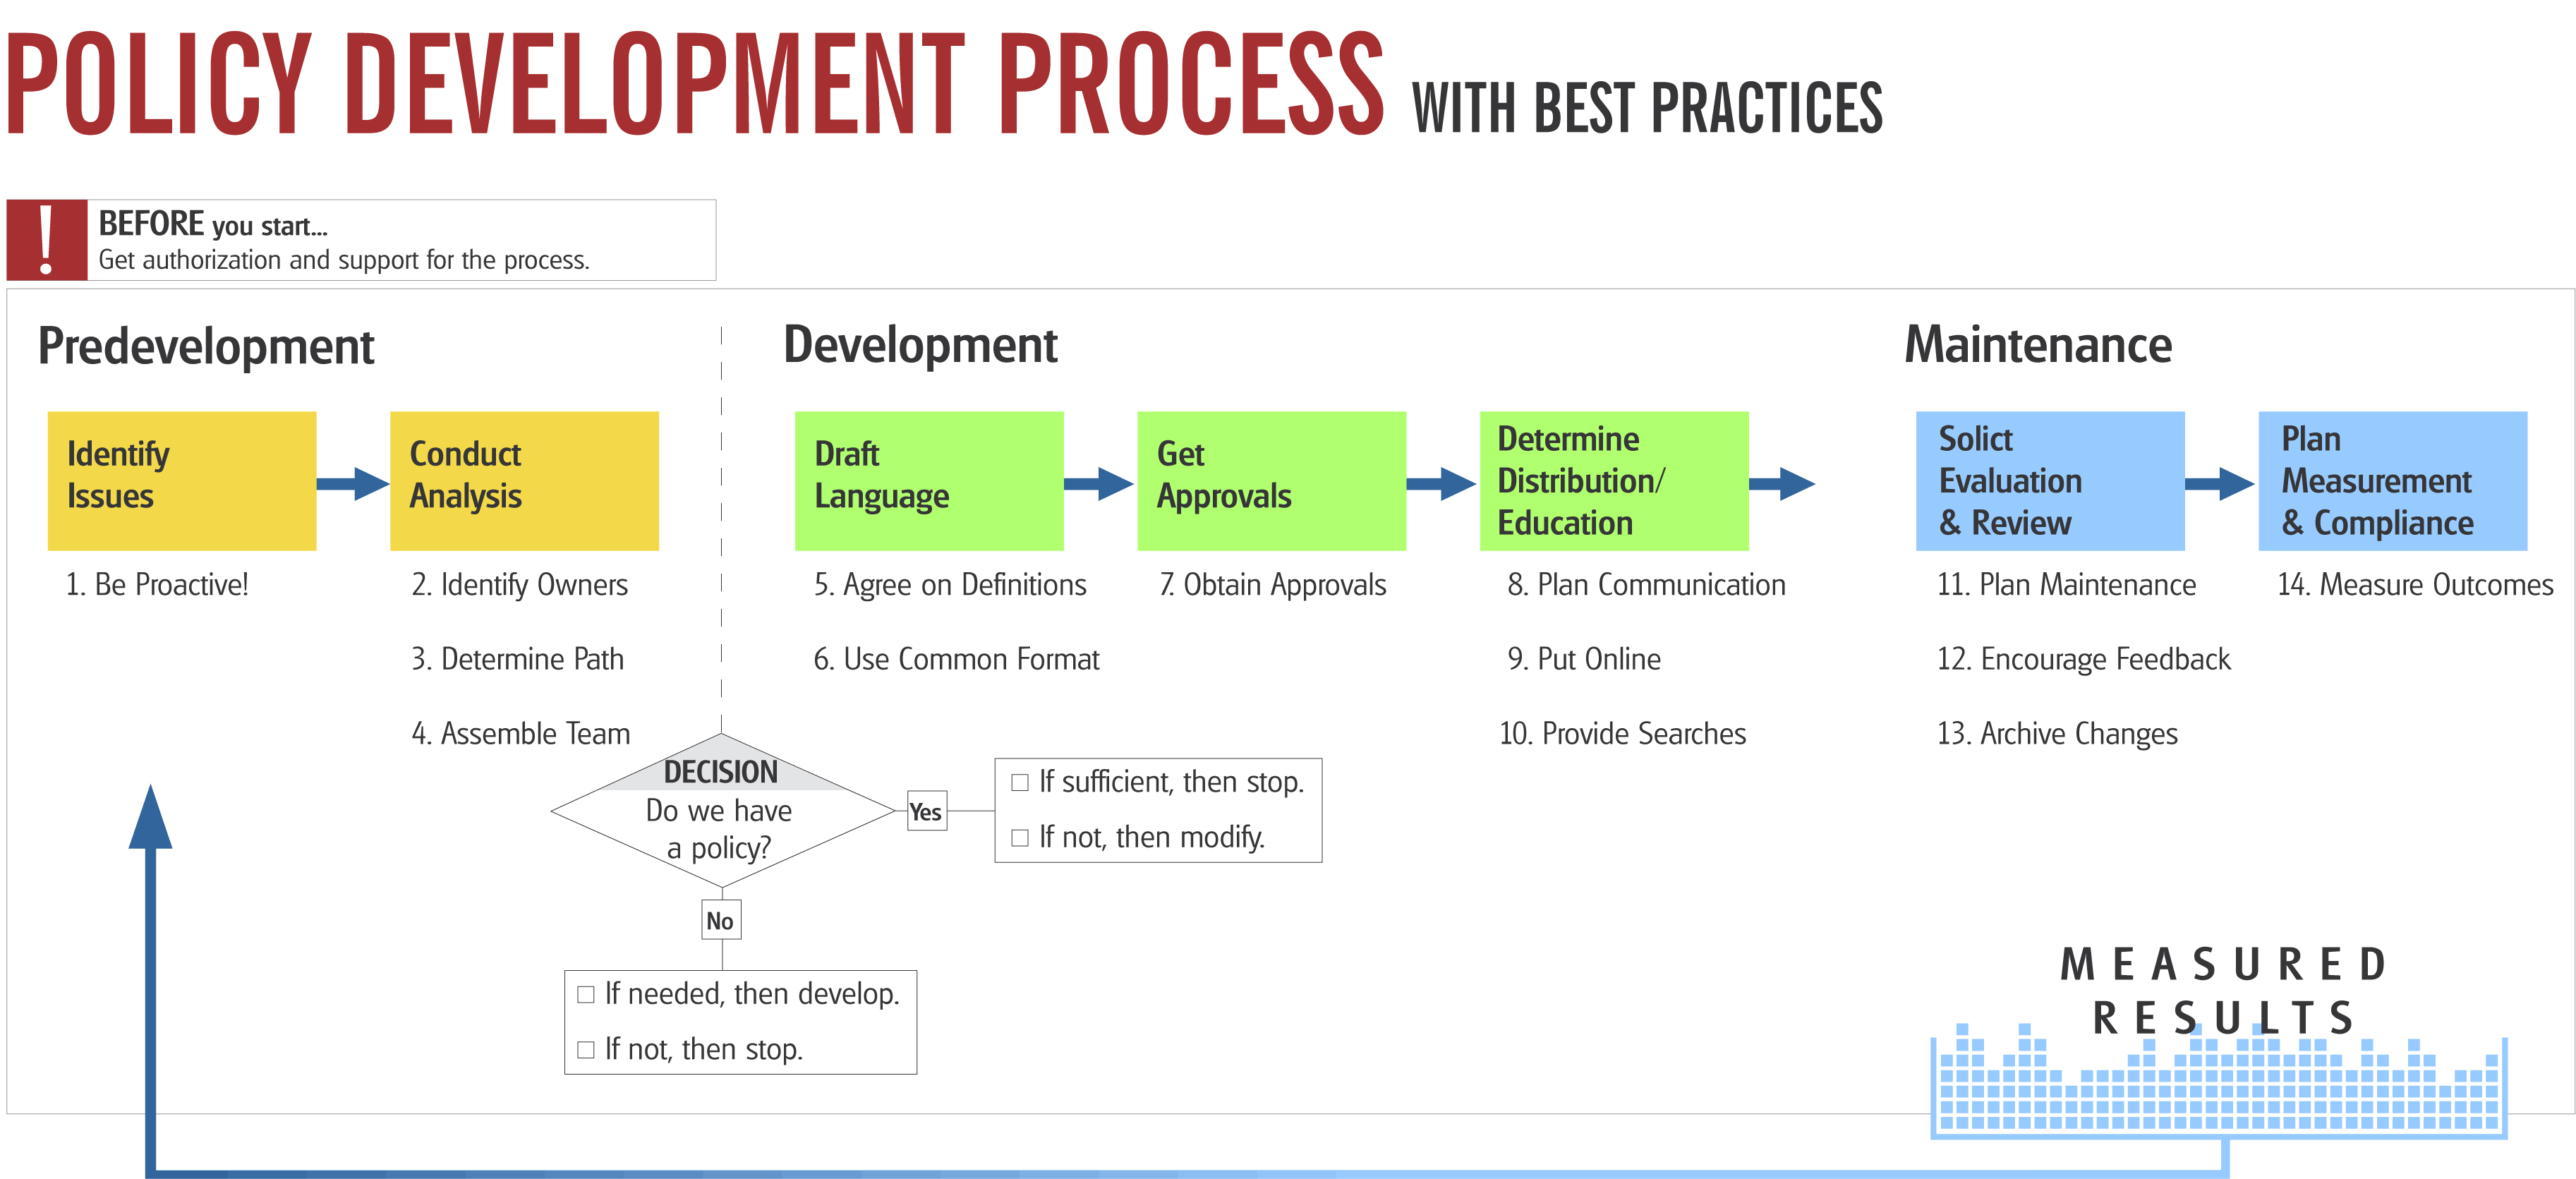 POLICY DEVELOPMENT PROCESS WITH BEST PRACTICES
!
BEFORE you start...
Get authorization and support for the process.
Predevelopment
Identify
Issues
1. Be Proactive!
Conduct
Analysis
2. Identify Owners
3. Determine Path
4. Assemble Team
DECISION
Do we have
a policy?
Yes
If sufficient, then stop.
If not, then modify.
No
If needed, then develop.
If not, then stop.
Development
Draft
Language
5. Agree on Definitions
6. Use Common Format
Get
Approvals
7. Obtain Approvals
Determine
Distribution/
Education
8. Plan Communication
9. Put Online
10. Provide Searches
Maintenance
Solict
Evaluation
& Review
11. Plan Maintenance
12. Encourage Feedback
13. Archive Changes
Plan
Measurement
& Compliance
14. Measure Outcomes
MEASURED
RESULTS